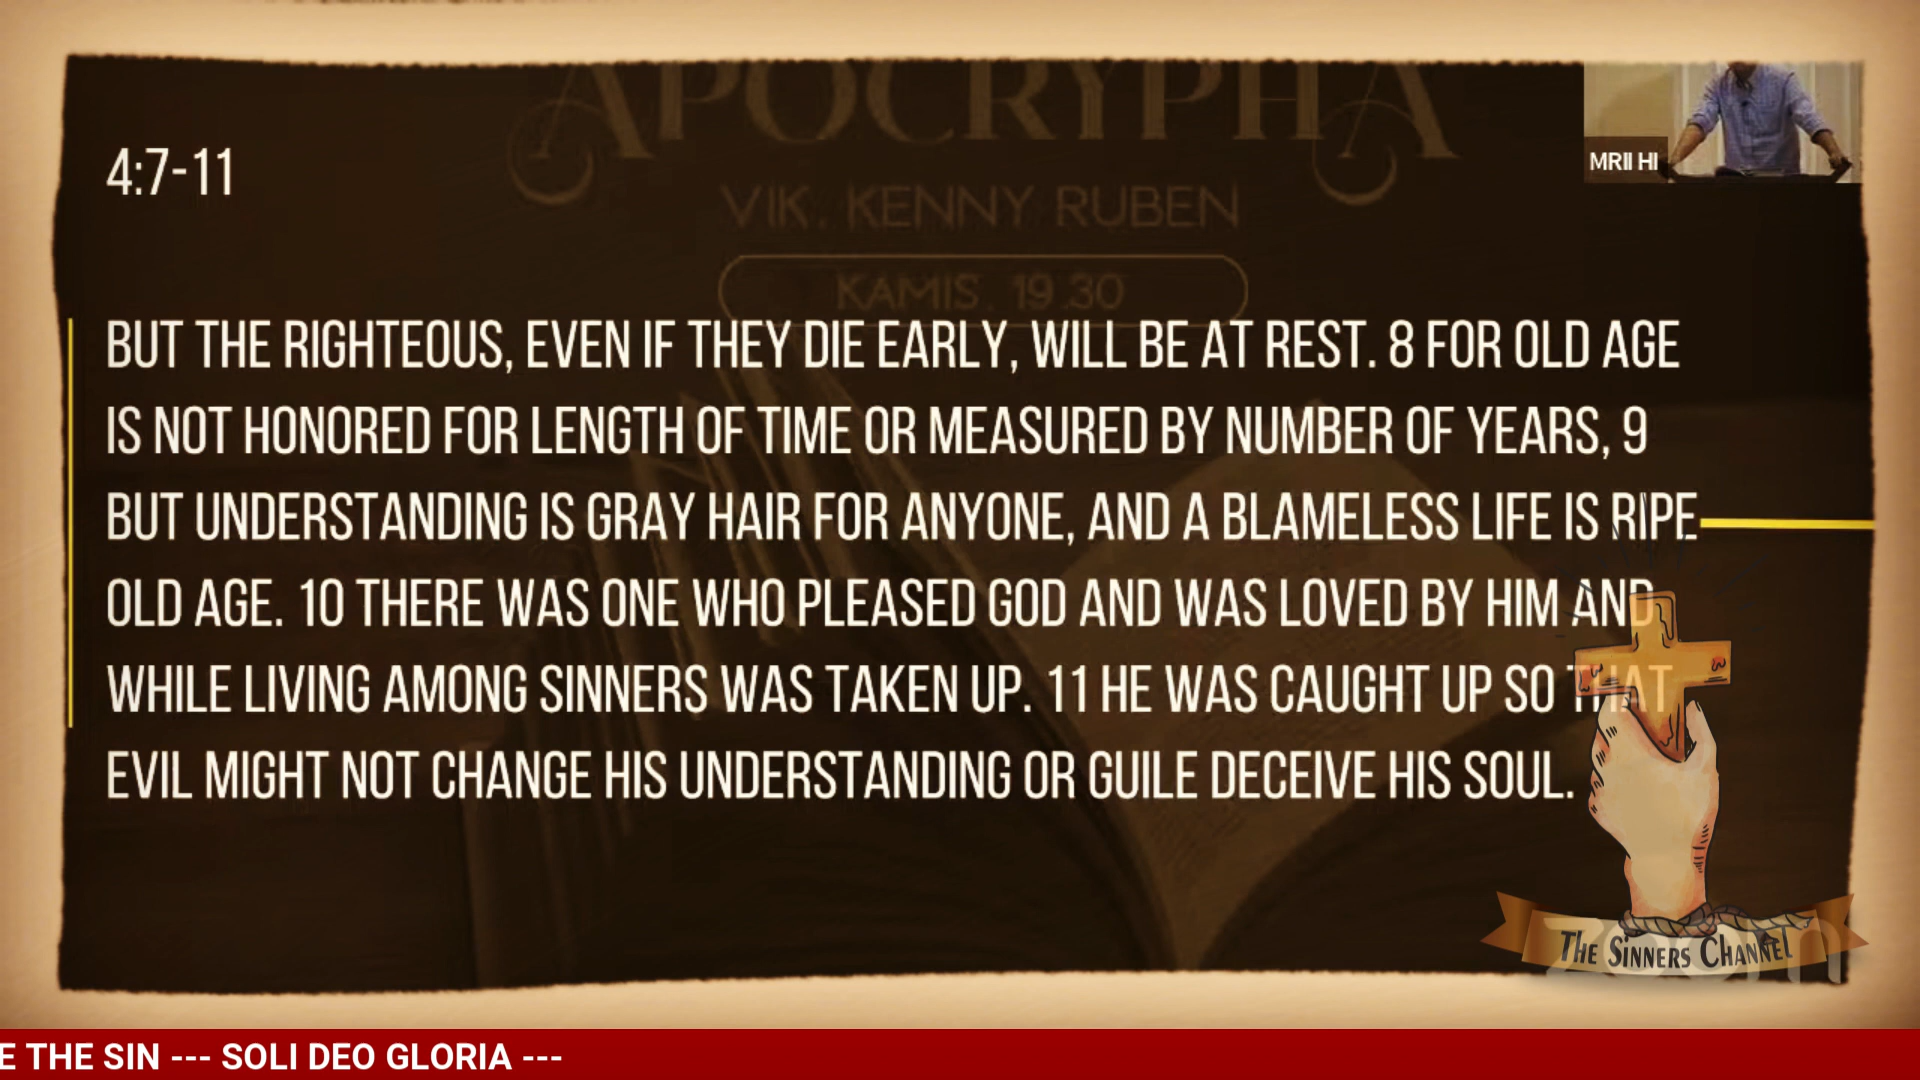 APOCRYPHA
VIK. KENNY RUBEN
KAMIS, 19.30
MRII HI
4:7-11
BUT THE RIGHTEOUS, EVEN IF THEY DIE EARLY, WILL BE AT REST. 8 FOR OLD AGE
IS NOT HONORED FOR LENGTH OF TIME OR MEASURED BY NUMBER OF YEARS, 9
BUT UNDERSTANDING IS GRAY HAIR FOR ANYONE, AND A BLAMELESS LIFE IS RIPE
OLD AGE. 10 THERE WAS ONE WHO PLEASED GOD AND WAS LOVED BY HIM AND
WHILE LIVING AMONG SINNERS WAS TAKEN UP. 11 HE WAS CAUGHT UP SO THAT
EVIL MIGHT NOT CHANGE HIS UNDERSTANDING OR GUILE DECEIVE HIS SOUL.
zoom
THE SINNERS CHANNEL
E THE SIN --- SOLI DEO GLORIA ---